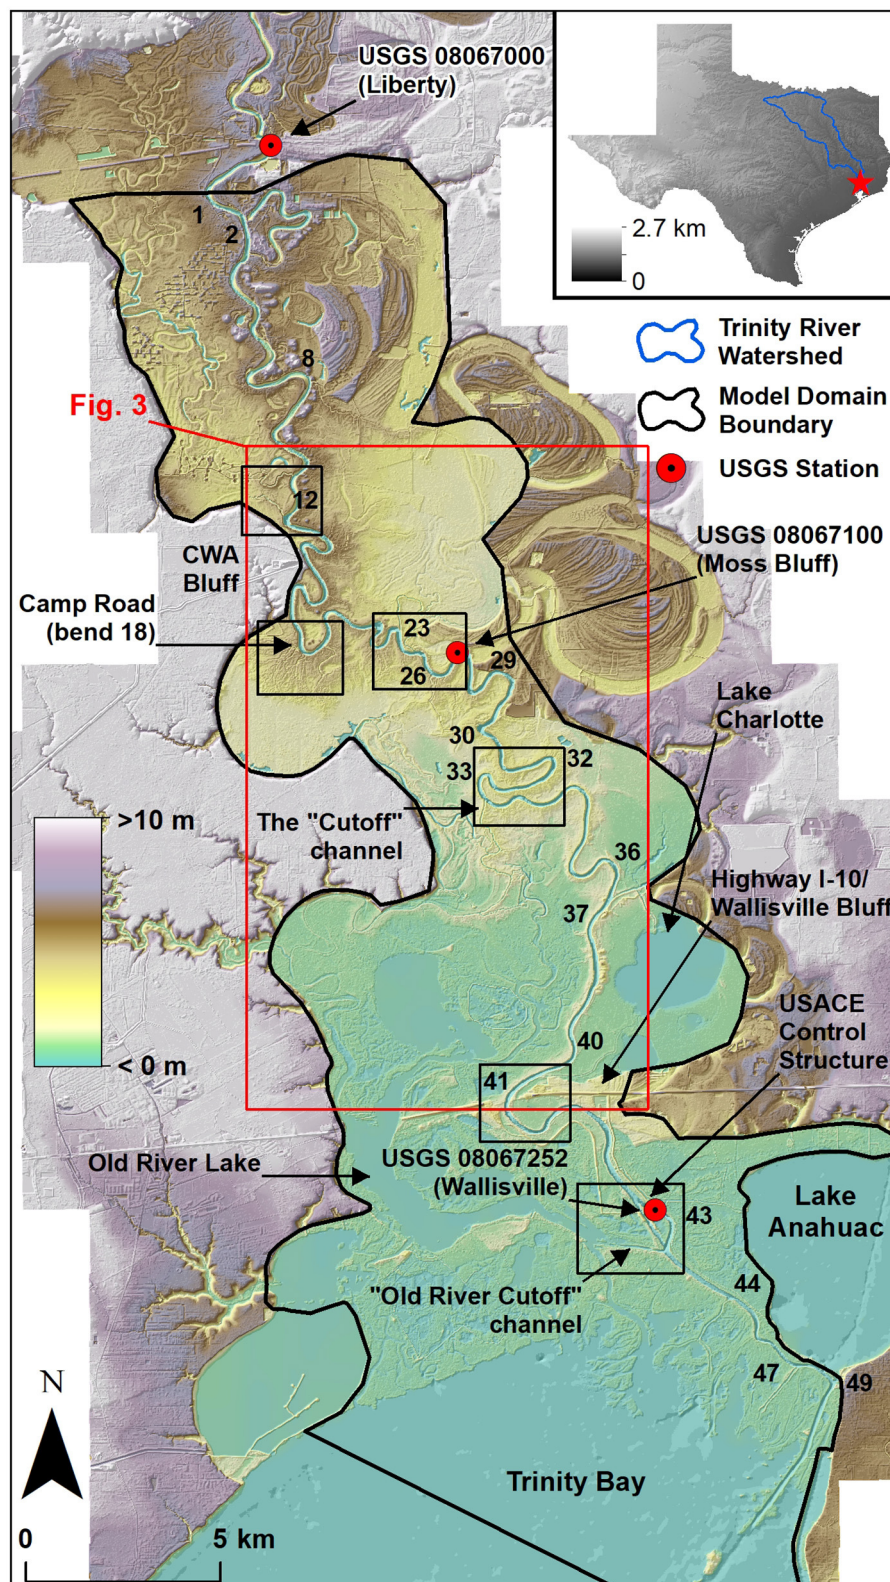 USGS 08067000
(Liberty)
2.7 km
0
1
2
Trinity River
Watershed
8
Model Domain
Boundary
Fig. 3
USGS Station
12
USGS 08067100
(Moss Bluff)
CWA
Bluff
Camp Road
(bend 18)
23
26
29
Lake
Charlotte
30
32
33
>10 m
The "Cutoff"
channel
36
Highway I-10/
Wallisville Bluff
37
USACE
Control
Structure
40
< 0 m
41
Old River Lake
USGS 08067252
(Wallisville)
43
Lake
Anahuac
44
"Old River Cutoff"
channel
47
49
N
Trinity Bay
0
5 km